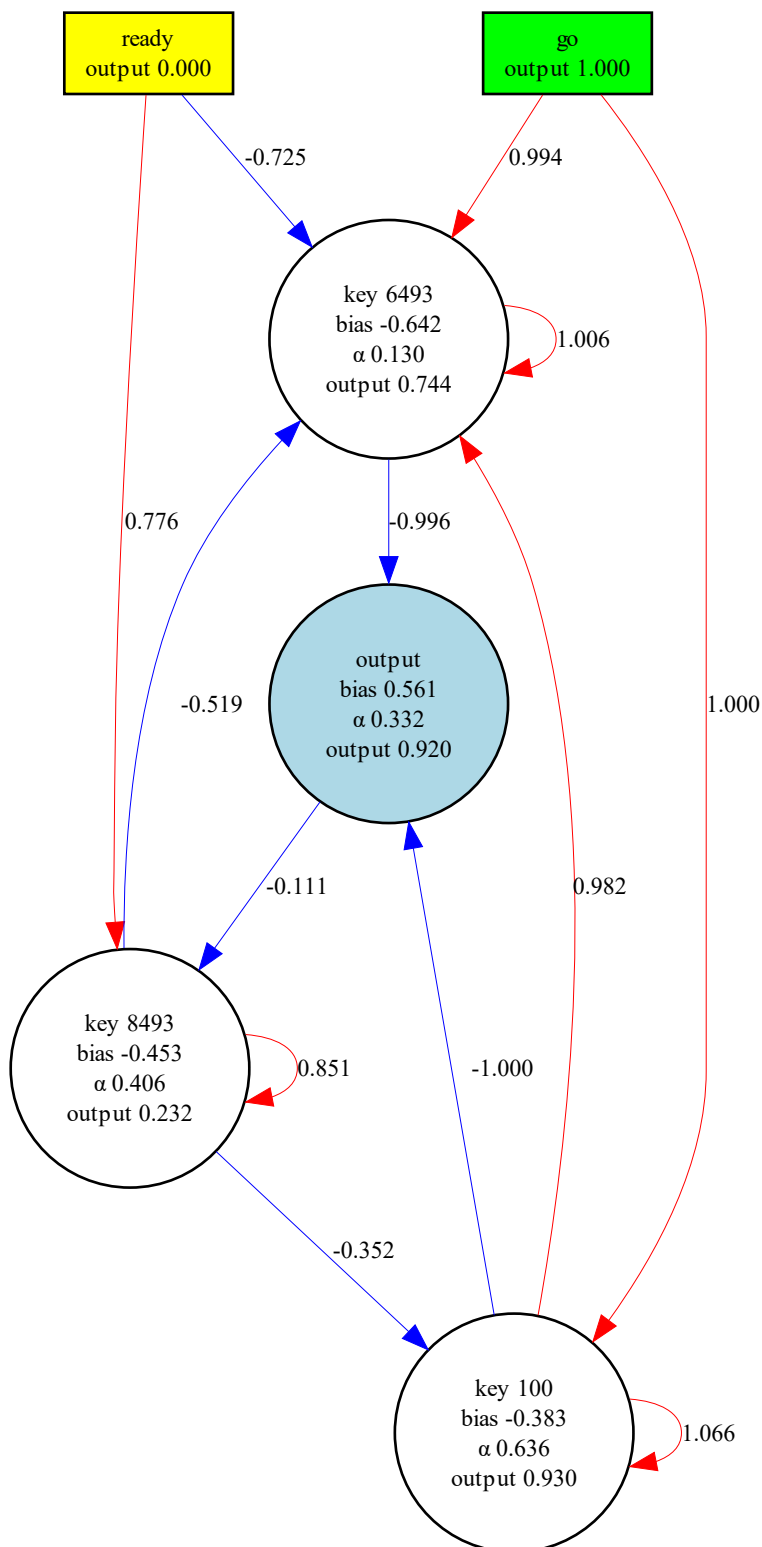 ready
output 0.000
go
output 1.000
-0.725
0.994
key 6493
bias -0.642
α 0.130
output 0.744
1.006
0.776
-0.996
output
bias 0.561
α 0.332
output 0.920
-0.519
1.000
-0.111
0.982
key 8493
bias -0.453
α 0.406
output 0.232
0.851
-1.000
-0.352
key 100
bias -0.383
α 0.636
output 0.930
1.066